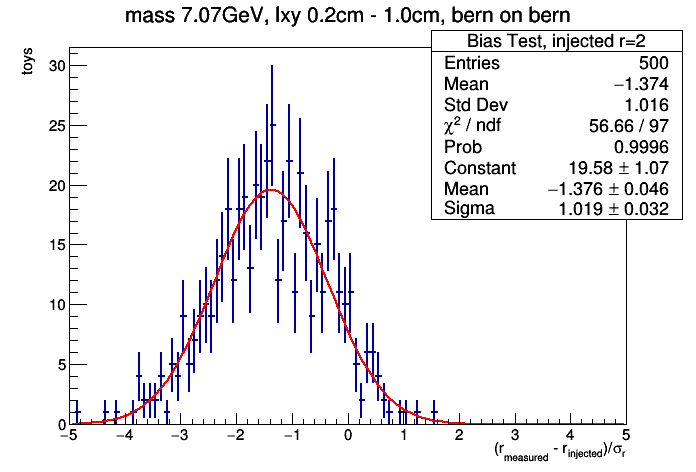 mass 7.07GeV, lxy 0.2cm - 1.0cm, bern on bern
Bias Test, injected r=2
Entries 500
Mean −1.374
Std Dev 1.016
χ² / ndf 56.66 / 97
Prob 0.9996
Constant 19.58 ± 1.07
Mean −1.376 ± 0.046
Sigma 1.019 ± 0.032
toys
30
25
20
15
10
5
0
−5 −4 −3 −2 −1 0 1 2 3 4 5
(r_measured - r_injected)/σ_r